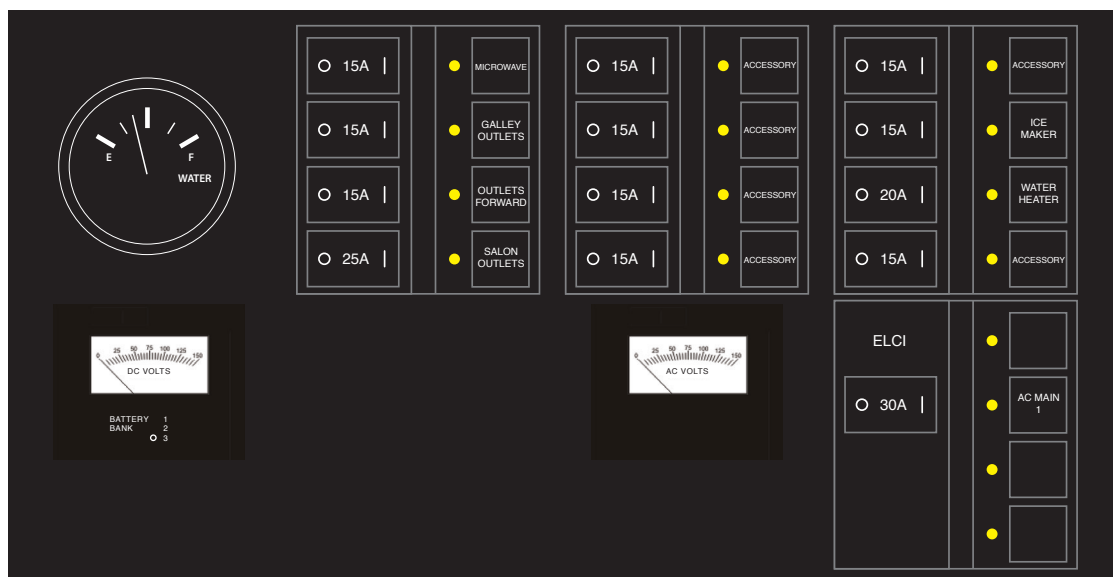 E
F
WATER
15A
MICROWAVE
15A
GALLEY
OUTLETS
15A
OUTLETS
FORWARD
25A
SALON
OUTLETS
15A
ACCESSORY
15A
ACCESSORY
15A
ACCESSORY
15A
ACCESSORY
15A
ACCESSORY
15A
ICE
MAKER
20A
WATER
HEATER
15A
ACCESSORY
0 25 50 75 100 125 150
DC VOLTS
BATTERY 1
BANK 2
3
0 25 50 75 100 125 150
AC VOLTS
ELCI
30A
AC MAIN
1